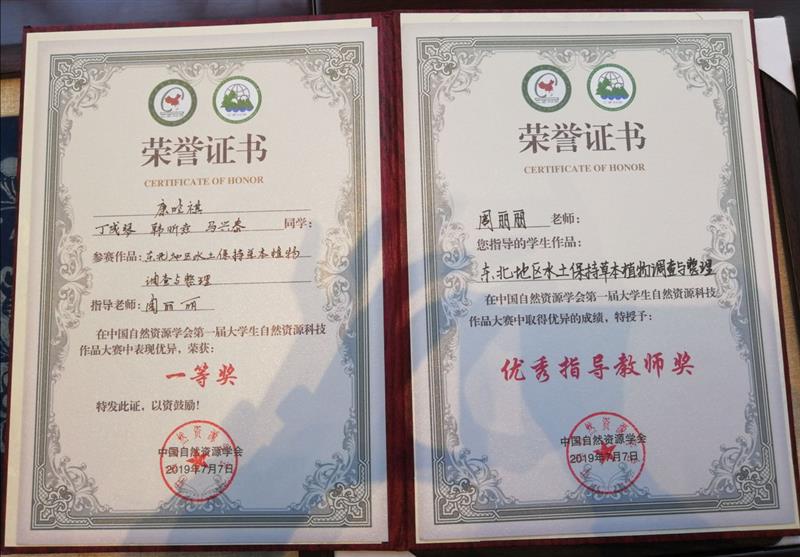 荣誉证书
CERTIFICATE OF HONOR
丁成琴 韩昕彦 马兴泰 同学:
参赛作品:东北地区水土保持草本植物
调查与整理
指导老师:周丽丽
在中国自然资源学会第一届大学生自然资源科技
作品大赛中表现优异,荣获:
一等奖
特发此证,以资鼓励!
中国自然资源学会
2019年7月7日
荣誉证书
CERTIFICATE OF HONOR
周丽丽 老师:
您指导的学生作品:
东北地区水土保持草本植物调查与整理
在中国自然资源学会第一届大学生自然资源科技
作品大赛中取得优异的成绩,特授予:
优秀指导教师奖
中国自然资源学会
2019年7月7日